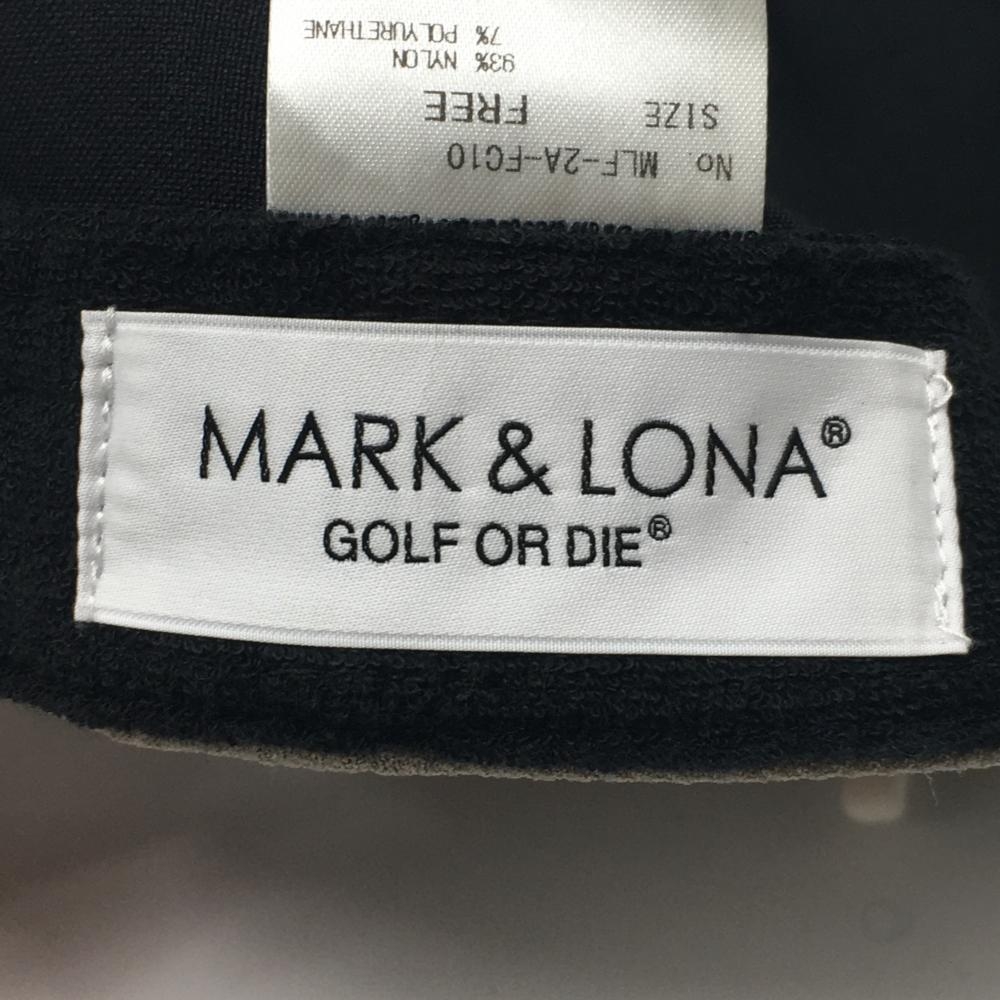 No. MLF-2A-FC10
SIZE FREE
93% NYLON
7% POLYURETHANE
MARK & LONA®
GOLF OR DIE®